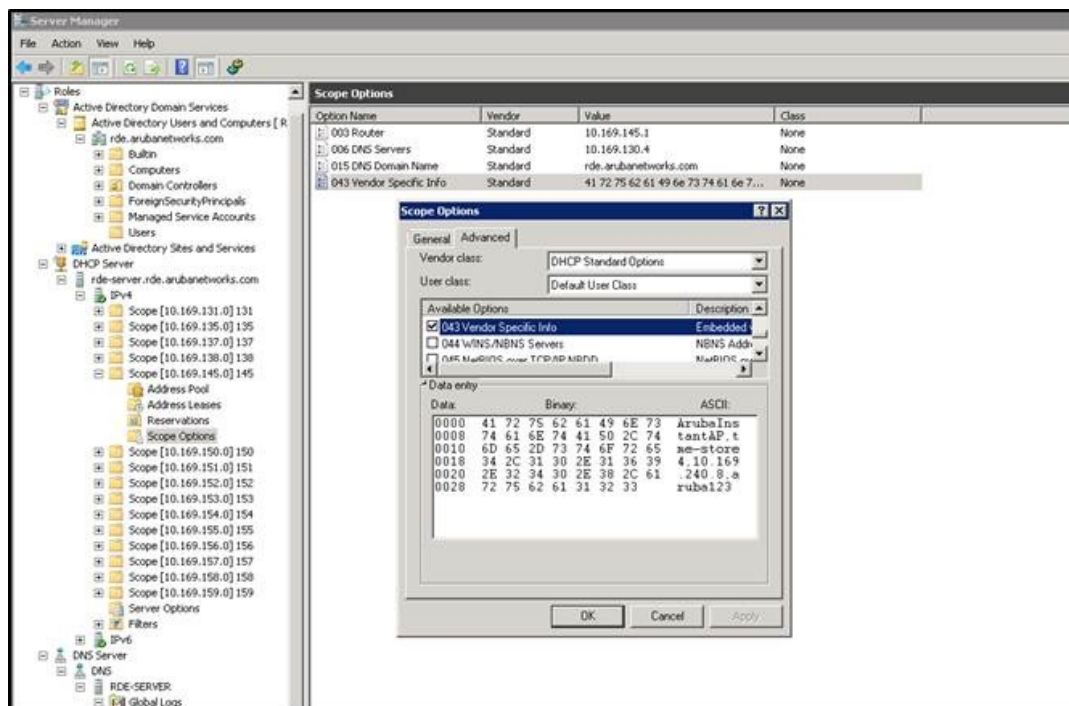 Server Manager
File Action View Help
Roles
Active Directory Domain Services
Active Directory Users and Computers [ R
rde.arubanetworks.com
Builtin
Computers
Domain Controllers
ForeignSecurityPrincipals
Managed Service Accounts
Users
Active Directory Sites and Services
DHCP Server
rde-server.rde.arubanetworks.com
IPv4
Scope [10.169.131.0] 131
Scope [10.169.135.0] 135
Scope [10.169.137.0] 137
Scope [10.169.138.0] 138
Scope [10.169.145.0] 145
Address Pool
Address Leases
Reservations
Scope Options
Scope [10.169.150.0] 150
Scope [10.169.151.0] 151
Scope [10.169.152.0] 152
Scope [10.169.153.0] 153
Scope [10.169.154.0] 154
Scope [10.169.155.0] 155
Scope [10.169.156.0] 156
Scope [10.169.157.0] 157
Scope [10.169.158.0] 158
Scope [10.169.159.0] 159
Server Options
Filters
IPv6
DNS Server
DNS
RDE-SERVER
Global Logs
Scope Options
Option Name Vendor Value Class
003 Router Standard 10.169.145.1 None
006 DNS Servers Standard 10.169.130.4 None
015 DNS Domain Name Standard rde.arubanetworks.com None
043 Vendor Specific Info Standard 41 72 75 62 61 49 6e 73 74 61 6e 7... None
Scope Options
General Advanced
Vendor class: DHCP Standard Options
User class: Default User Class
Available Options Description
043 Vendor Specific Info Embedded v
044 WINS/NBNS Servers NBNS Addr
045 NetBIOS over TCP/IP NBDD NetBIOS ov
Data entry
Data: Binary: ASCII:
0000 41 72 75 62 61 49 6E 73 ArubaIns
0008 74 61 6E 74 41 50 2C 74 tantAP,t
0010 6D 65 2D 73 74 6F 72 65 me-store
0018 34 2C 31 30 2E 31 36 39 4,10.169
0020 2E 32 34 30 2E 38 2C 61 .240.8,a
0028 72 75 62 61 31 32 33 ruba123
OK Cancel Apply